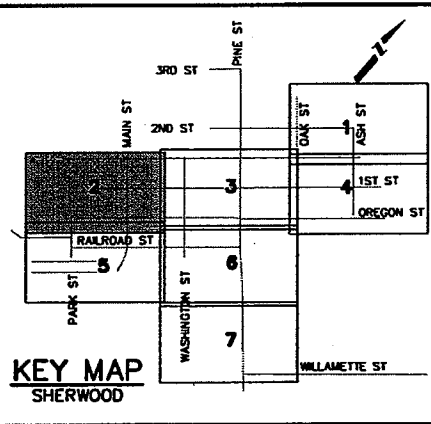 PINE ST
3RD ST
Z
MAIN ST
2ND ST
OAK ST
ASH ST
1
2
3
4
1ST ST
OREGON ST
RAILROAD ST
5
6
PARK ST
WASHINGTON ST
7
KEY MAP
SHERWOOD
WILLAMETTE ST